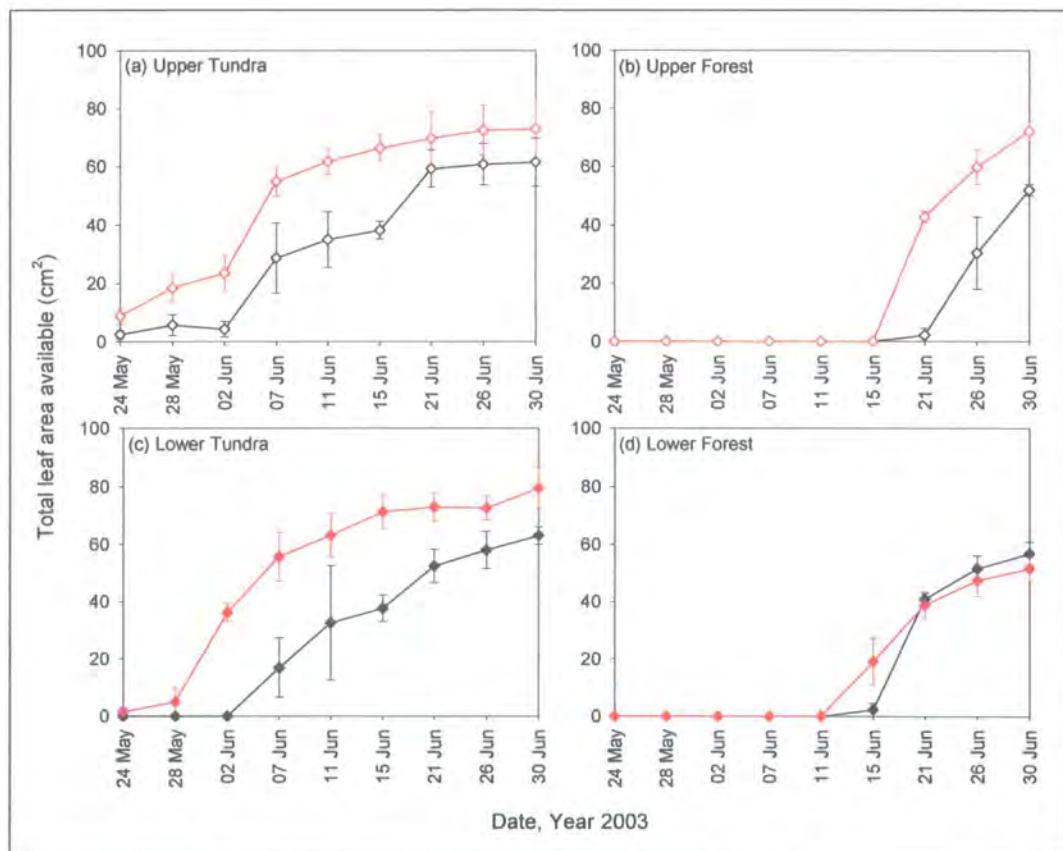 Total leaf area available (cm²)
(a) Upper Tundra
100
80
60
40
20
0
24 May
28 May
02 Jun
07 Jun
11 Jun
15 Jun
21 Jun
26 Jun
30 Jun
(b) Upper Forest
100
80
60
40
20
0
24 May
28 May
02 Jun
07 Jun
11 Jun
15 Jun
21 Jun
26 Jun
30 Jun
(c) Lower Tundra
100
80
60
40
20
0
24 May
28 May
02 Jun
07 Jun
11 Jun
15 Jun
21 Jun
26 Jun
30 Jun
(d) Lower Forest
100
80
60
40
20
0
24 May
28 May
02 Jun
07 Jun
11 Jun
15 Jun
21 Jun
26 Jun
30 Jun
Date, Year 2003